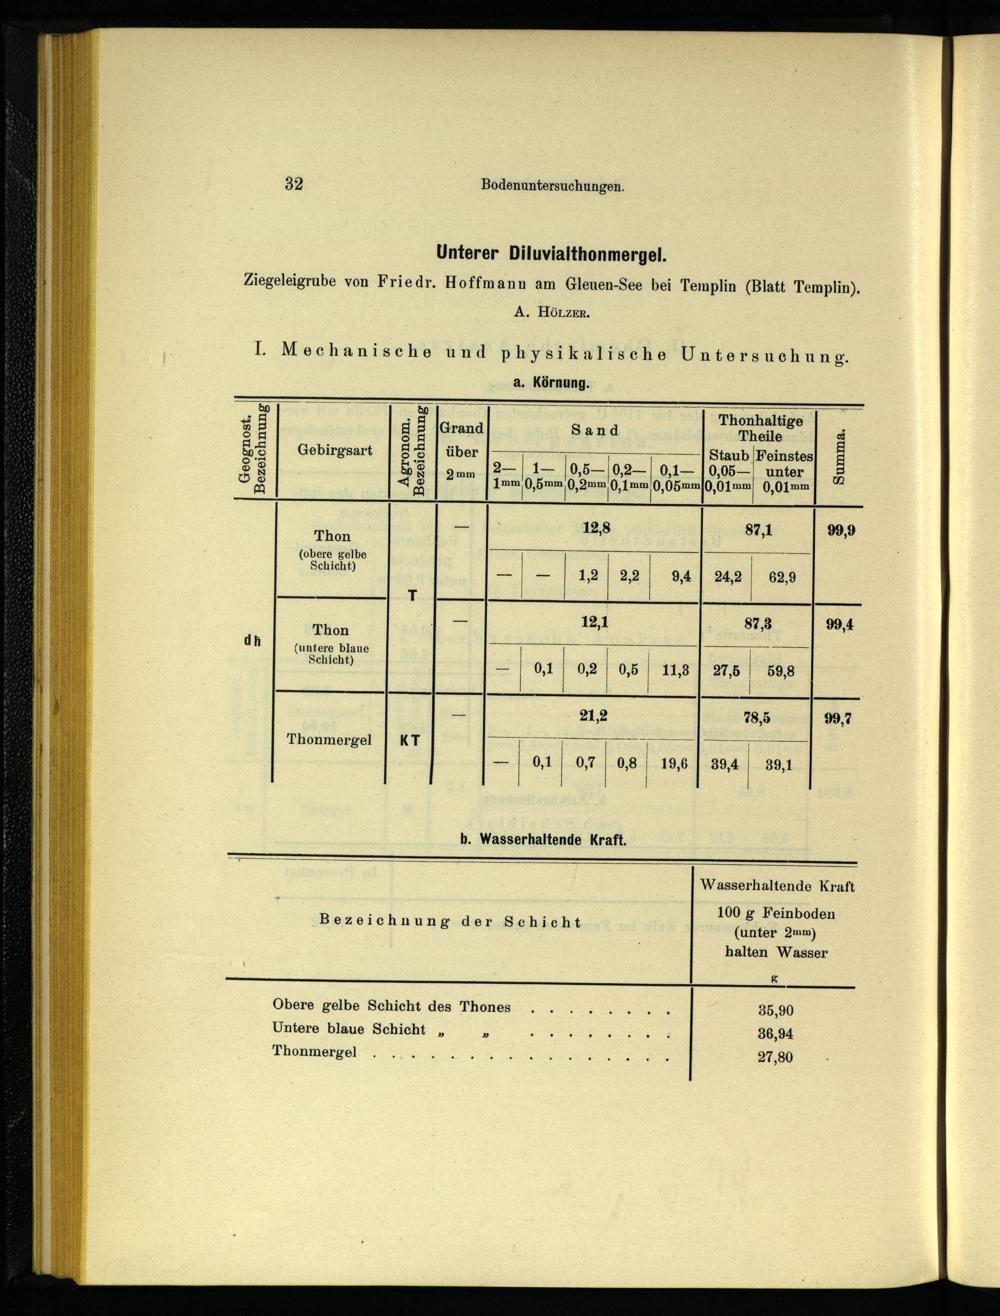 32
Bodenuntersuchungen.
Unterer Diluvialthonmergel.
Ziegeleigrube von Friedr. Hoffmann am Gleuen-See bei Templin (Blatt Templin).
A. Hölzer.
I. Mechanische und physikalische Untersuchung.
a. Körnung.
Geognost. Bezeichnung
Gebirgsart
Agronom. Bezeichnung
Grand über 2mm
Sand
2—1mm
1—0,5mm
0,5—0,2mm
0,2—0,1mm
0,1—0,05mm
Thonhaltige Theile
Staub 0,05—0,01mm
Feinstes unter 0,01mm
Summa.
dh
Thon (obere gelbe Schicht)
T
— 12,8 87,1 99,9
— — 1,2 2,2 9,4 24,2 62,9
Thon (untere blaue Schicht)
— 12,1 87,3 99,4
— 0,1 0,2 0,5 11,3 27,5 59,8
Thonmergel
KT
— 21,2 78,5 99,7
— 0,1 0,7 0,8 19,6 39,4 39,1
b. Wasserhaltende Kraft.
Bezeichnung der Schicht
Wasserhaltende Kraft
100 g Feinboden
(unter 2mm)
halten Wasser
g
Obere gelbe Schicht des Thones . . . . . . . . 35,90
Untere blaue Schicht „ „ . . . . . . . . 36,94
Thonmergel . . . . . . . . . . . . . . . . 27,80